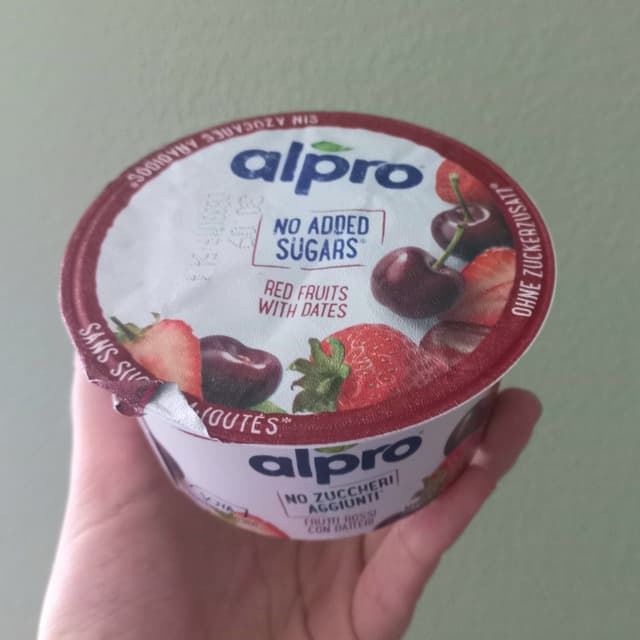 SIN AZÚCARES AÑADIDOS*
alpro
NO ADDED
SUGARS*
RED FRUITS
WITH DATES
OHNE ZUCKERZUSATZ*
SANS
AJOUTÉS*
alpro
NO ZUCCHERI
AGGIUNTI*
FRUTTI ROSSI
CON DATTERI